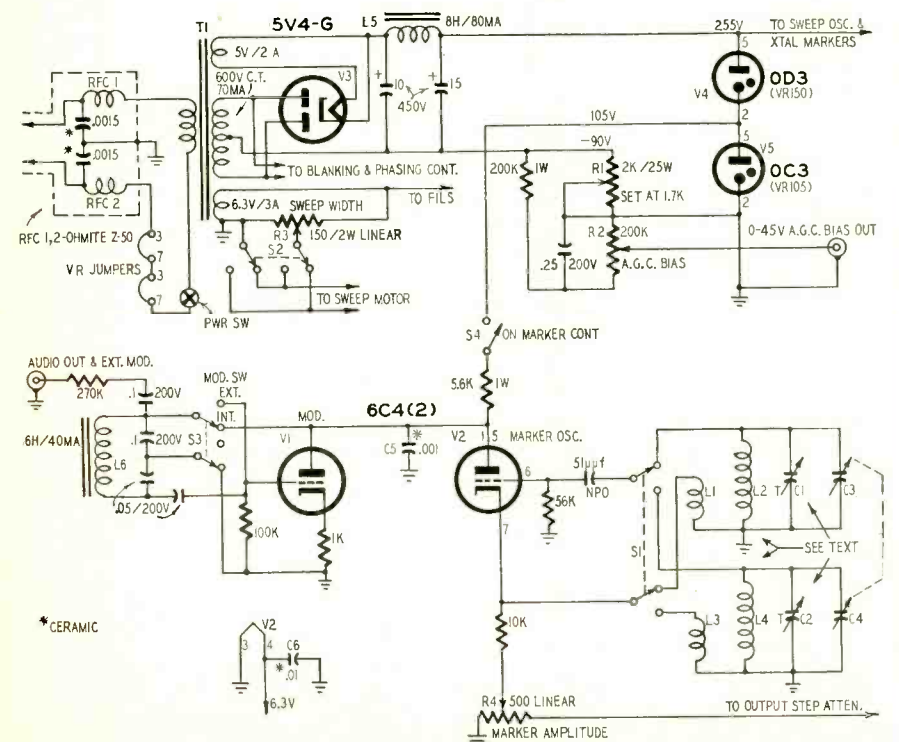 T1
5V4-G
L5
8H/80MA
255V
TO SWEEP OSC. &
XTAL MARKERS
5V/2 A
600V C.T.
70MA
V3
+
10
+
15
450V
5
V4
2
OD3
(VR150)
RFC 1
*
.0015
*
.0015
RFC 2
RFC 1,2-OHMITE Z-50
105V
-90V
5
V5
2
OC3
(VR105)
TO BLANKING & PHASING CONT.
TO FILS
200K
1W
R1
2K/25W
SET AT 1.7K
6.3V/3A
SWEEP WIDTH
R3
150/2W LINEAR
S2
R2
200K
A.G.C. BIAS
0-45V A.G.C. BIAS OUT
.25
200V
3
7
VR JUMPERS
3
7
PWR SW
TO SWEEP MOTOR
S4
ON MARKER CONT
5.6K
1W
AUDIO OUT & EXT. MOD.
270K
.1
200V
MOD. SW
EXT.
INT.
S3
MOD.
V1
6C4(2)
.6H/40MA
L6
.1
200V
.05/200V
100K
1K
C5
*
.001
V2
1,5
MARKER OSC.
6
7
51μμf
NPO
56K
S1
L1
L2
T
C1
C3
SEE TEXT
L3
L4
T
C2
C4
10K
R4
500 LINEAR
MARKER AMPLITUDE
TO OUTPUT STEP ATTEN.
*CERAMIC
V2
3
4
C6
*
.01
6.3V